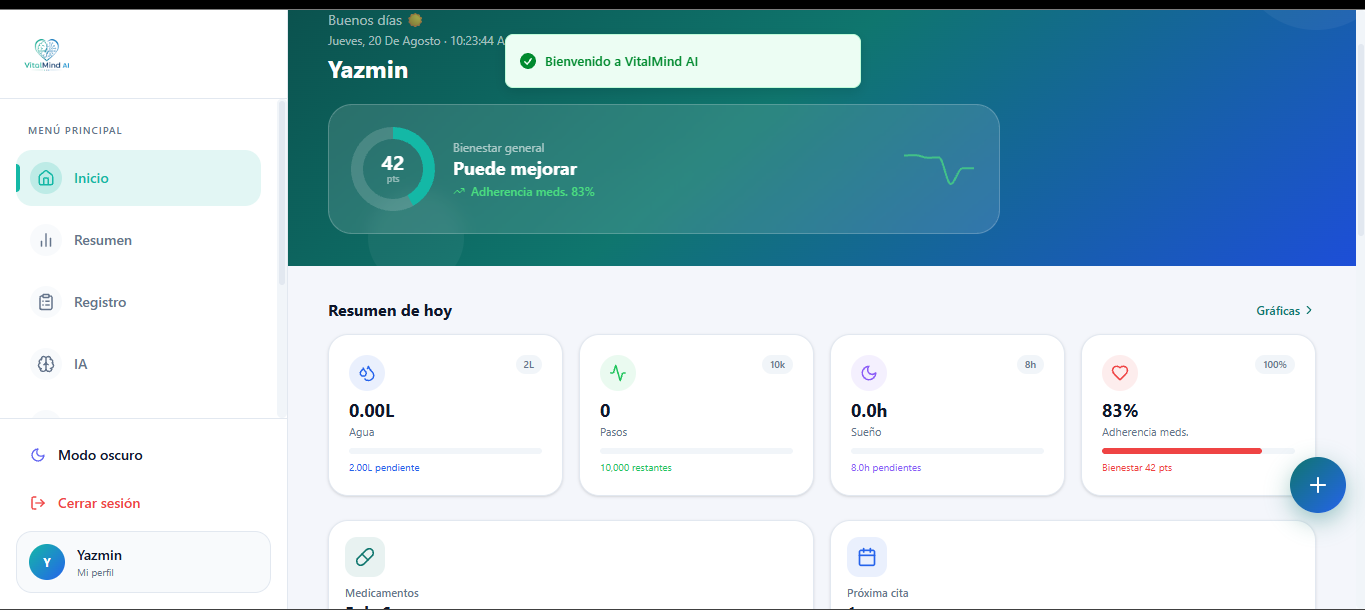 VitalMind AI
MENÚ PRINCIPAL
Inicio
Resumen
Registro
IA
Modo oscuro
Cerrar sesión
Y
Yazmin
Mi perfil
Buenos días
Jueves, 20 De Agosto · 10:23:44 A
Yazmin
Bienvenido a VitalMind AI
42
pts
Bienestar general
Puede mejorar
Adherencia meds. 83%
Resumen de hoy
Gráficas
2L
0.00L
Agua
2.00L pendiente
10k
0
Pasos
10,000 restantes
8h
0.0h
Sueño
8.0h pendientes
100%
83%
Adherencia meds.
Bienestar 42 pts
Medicamentos
Próxima cita